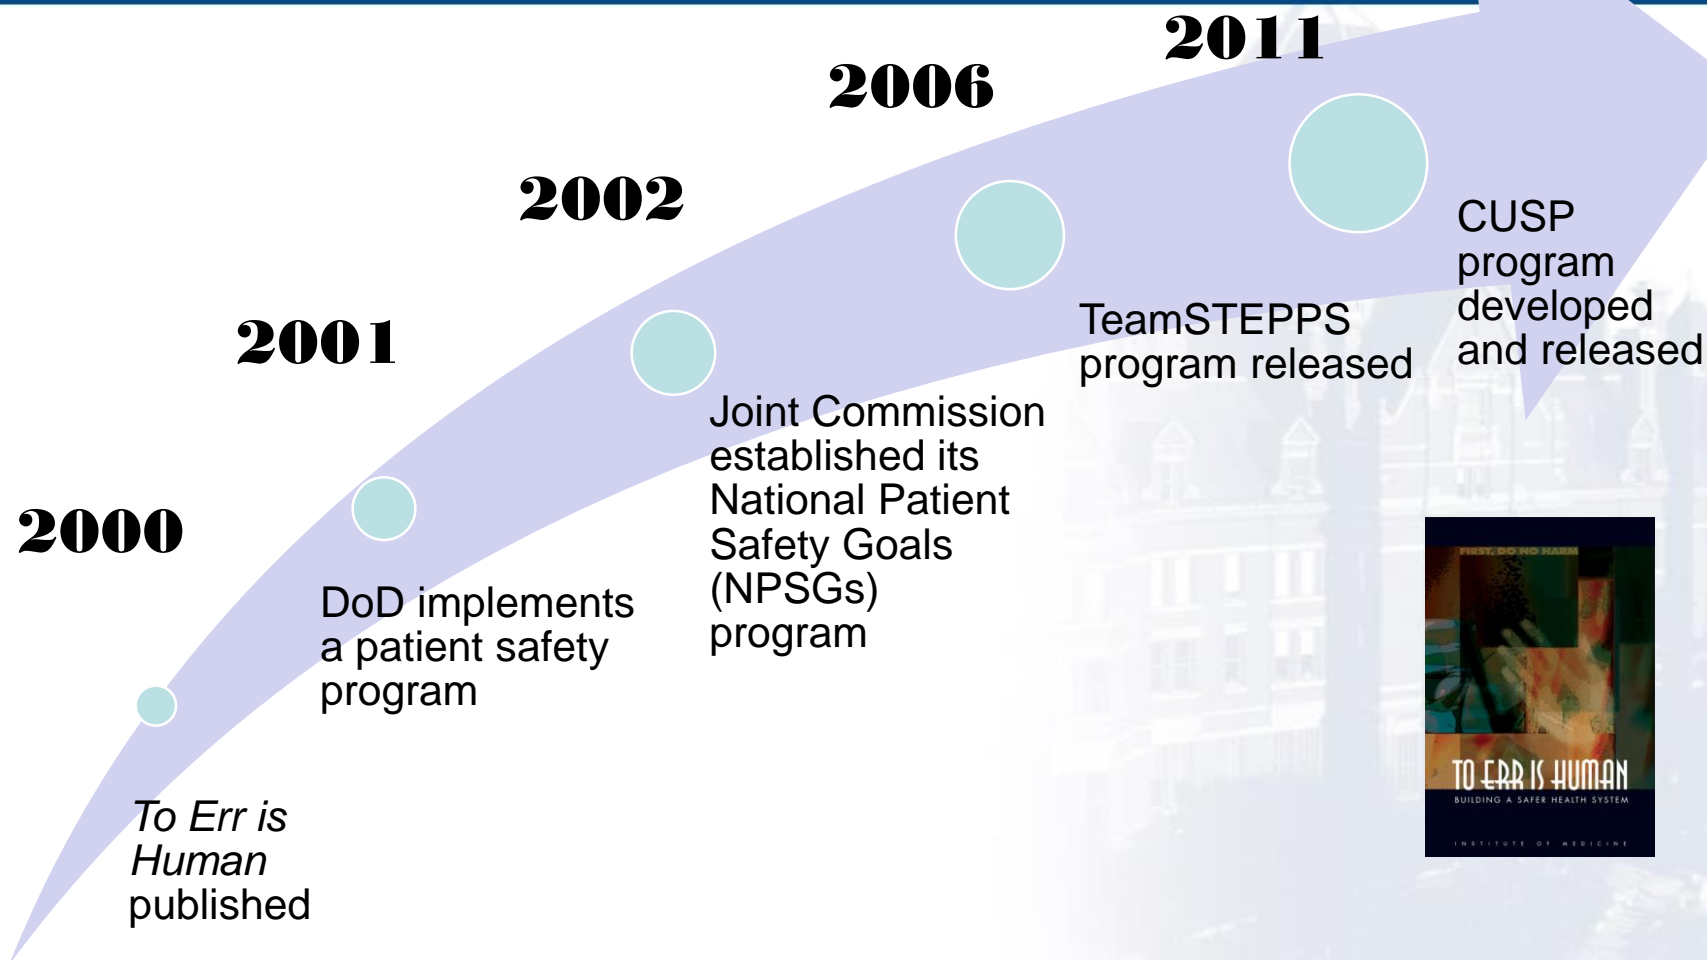 2000
To Err is
Human
published
2001
DoD implements
a patient safety
program
2002
Joint Commission
established its
National Patient
Safety Goals
(NPSGs)
program
2006
TeamSTEPPS
program released
2011
CUSP
program
developed
and released
FIRST, DO NO HARM
TO ERR IS HUMAN
BUILDING A SAFER HEALTH SYSTEM
INSTITUTE OF MEDICINE